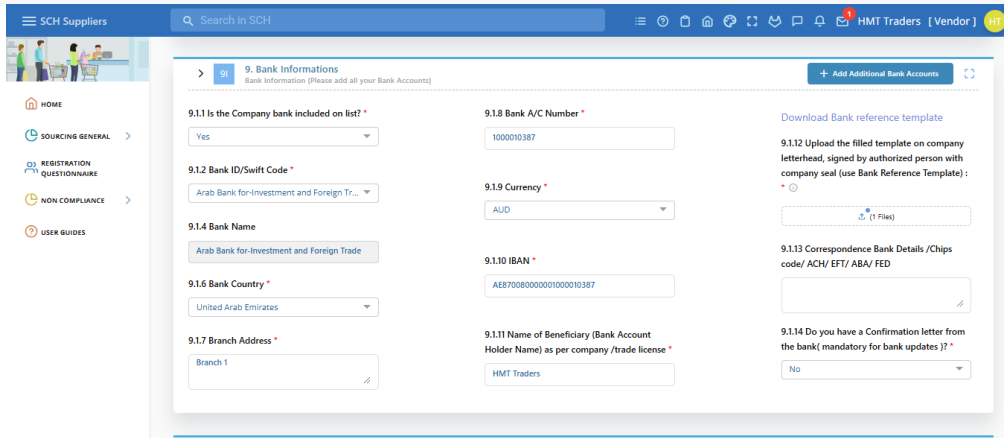 SCH Suppliers
Search in SCH
1
HMT Traders [ Vendor ]
HT
HOME
SOURCING GENERAL
REGISTRATION
QUESTIONNAIRE
NON COMPLIANCE
USER GUIDES
9I
9. Bank Informations
Bank Information (Please add all your Bank Accounts)
+ Add Additional Bank Accounts
9.1.1 Is the Company bank included on list? *
Yes
9.1.2 Bank ID/Swift Code *
Arab Bank for-Investment and Foreign Tr...
9.1.4 Bank Name
Arab Bank for-Investment and Foreign Trade
9.1.6 Bank Country *
United Arab Emirates
9.1.7 Branch Address *
Branch 1
9.1.8 Bank A/C Number *
1000010387
9.1.9 Currency *
AUD
9.1.10 IBAN *
AE870080000001000010387
9.1.11 Name of Beneficiary (Bank Account
Holder Name) as per company /trade license *
HMT Traders
Download Bank reference template
9.1.12 Upload the filled template on company
letterhead, signed by authorized person with
company seal (use Bank Reference Template) :
*
(1 Files)
9.1.13 Correspondence Bank Details /Chips
code/ ACH/ EFT/ ABA/ FED
9.1.14 Do you have a Confirmation letter from
the bank( mandatory for bank updates )? *
No